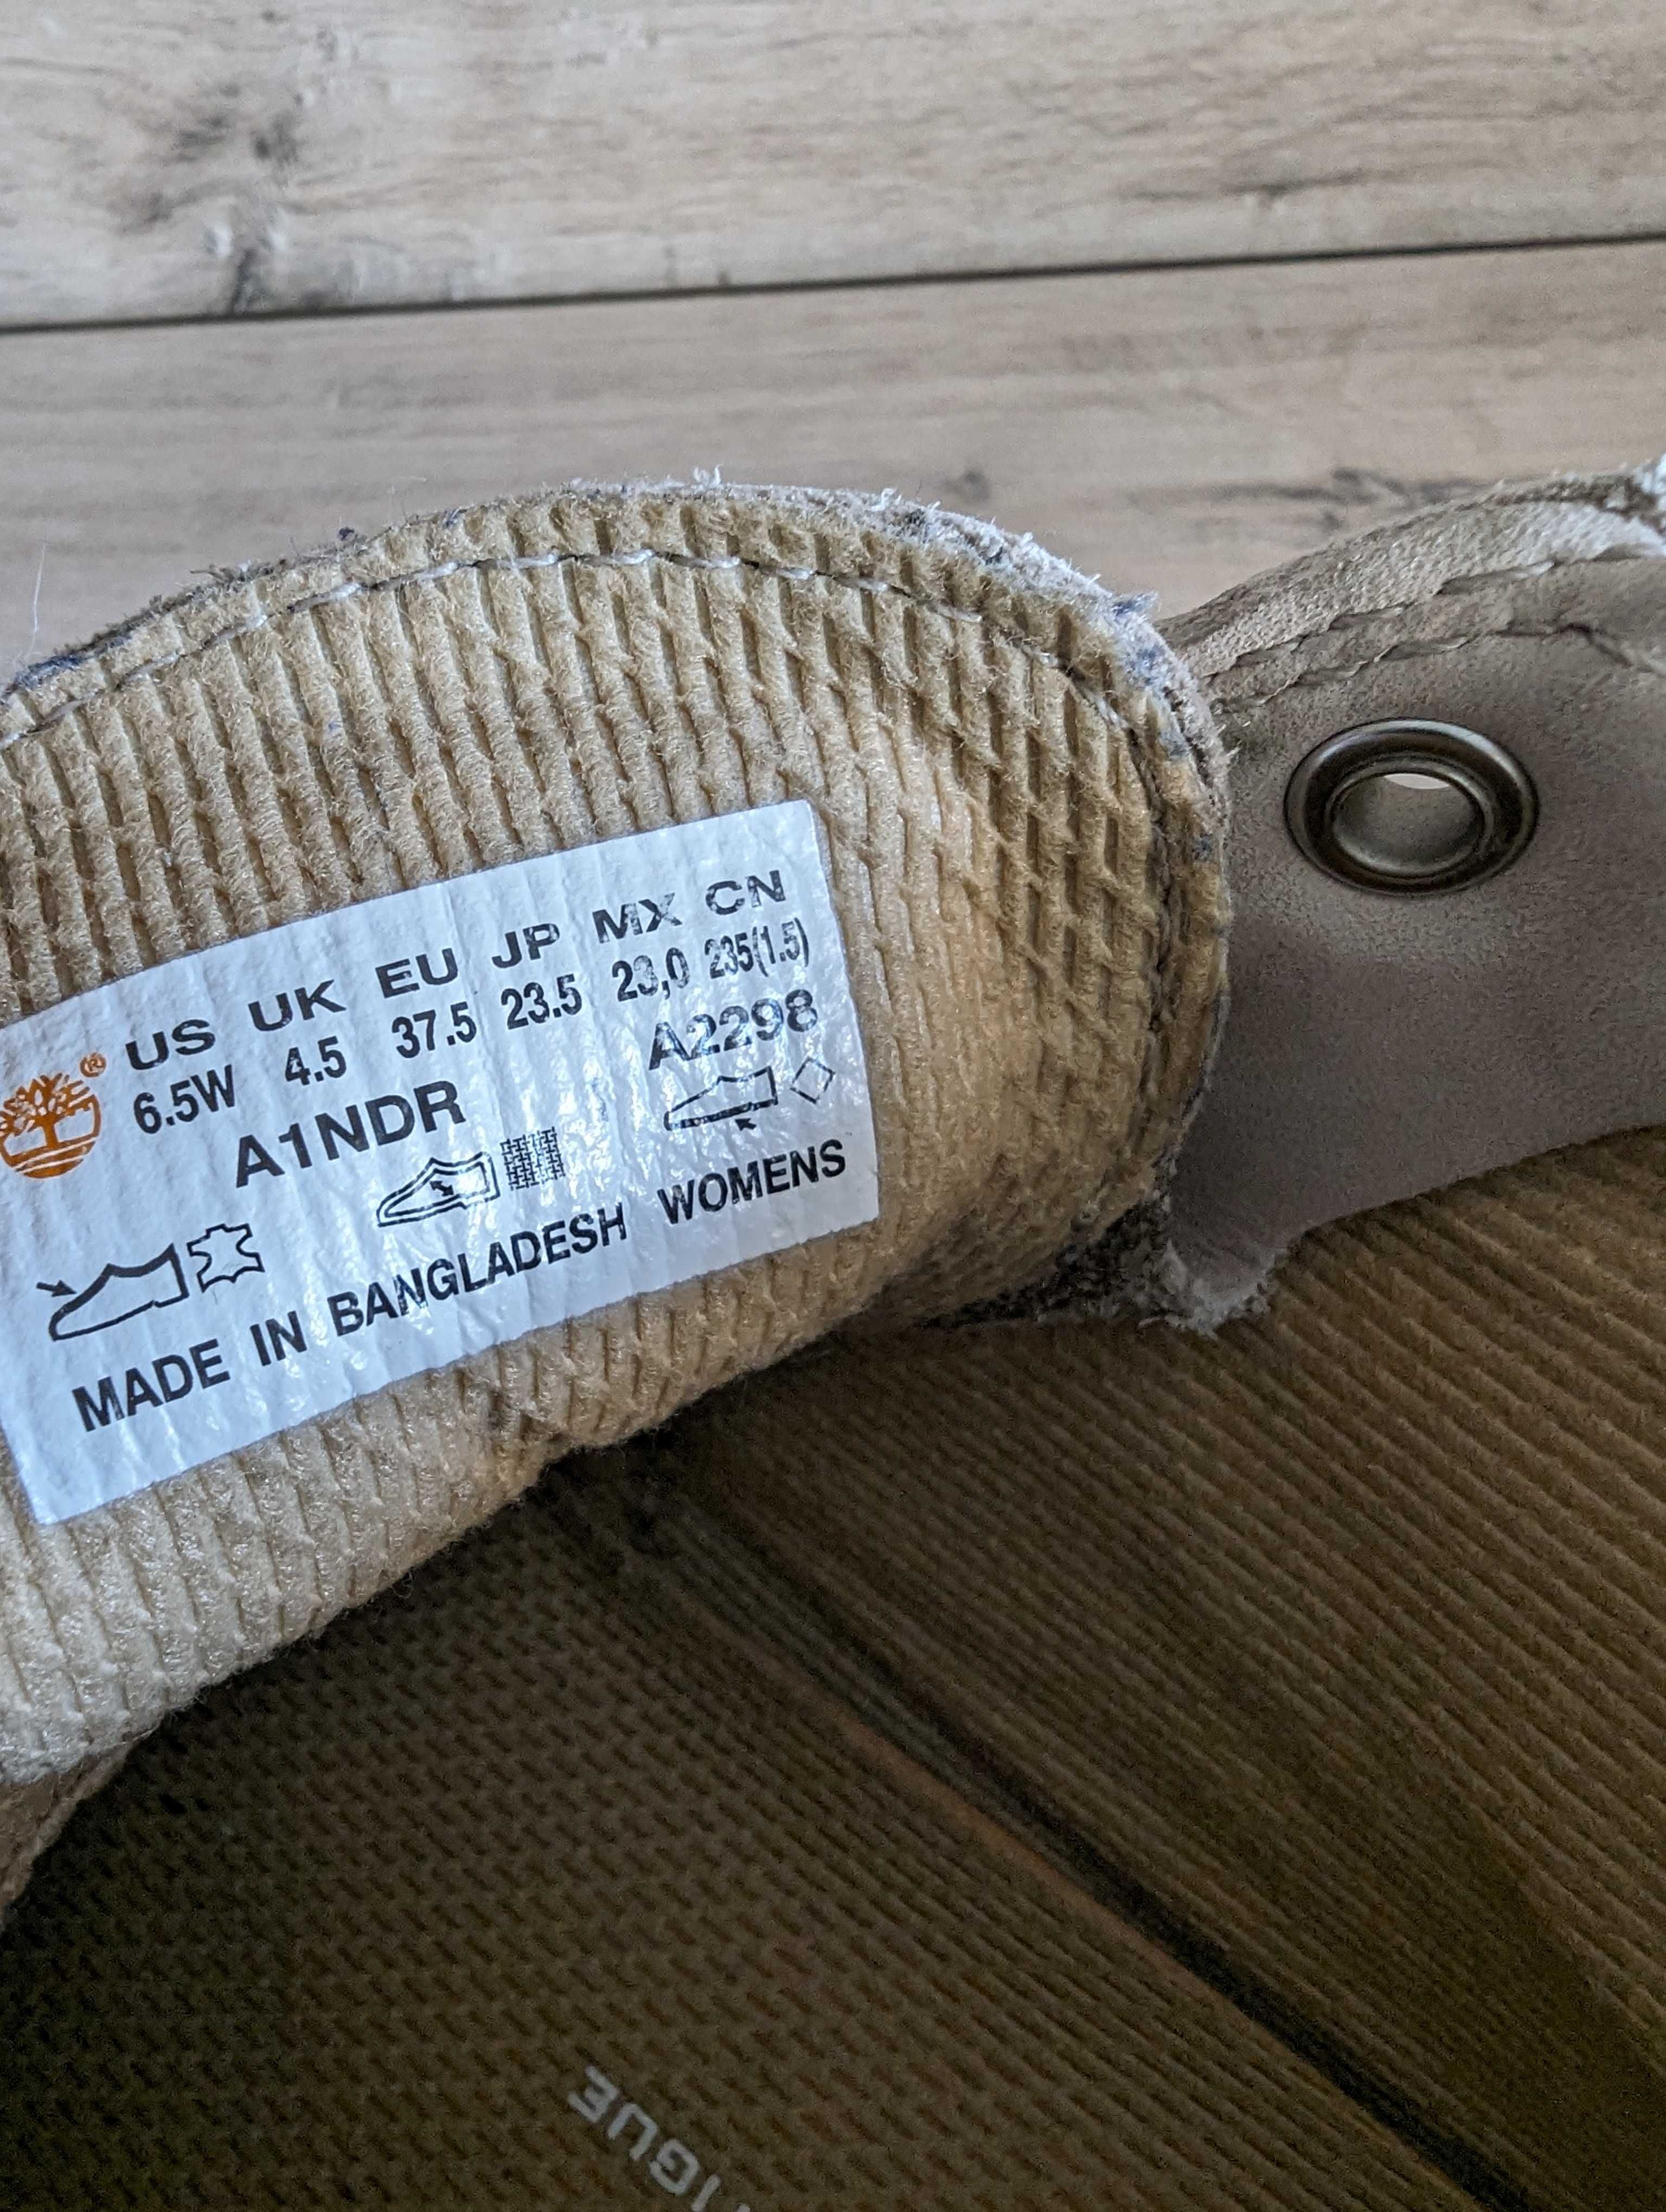 ® US UK EU JP MX CN
6.5W 4.5 37.5 23.5 23,0 235(1.5)
A1NDR A2298
MADE IN BANGLADESH WOMENS